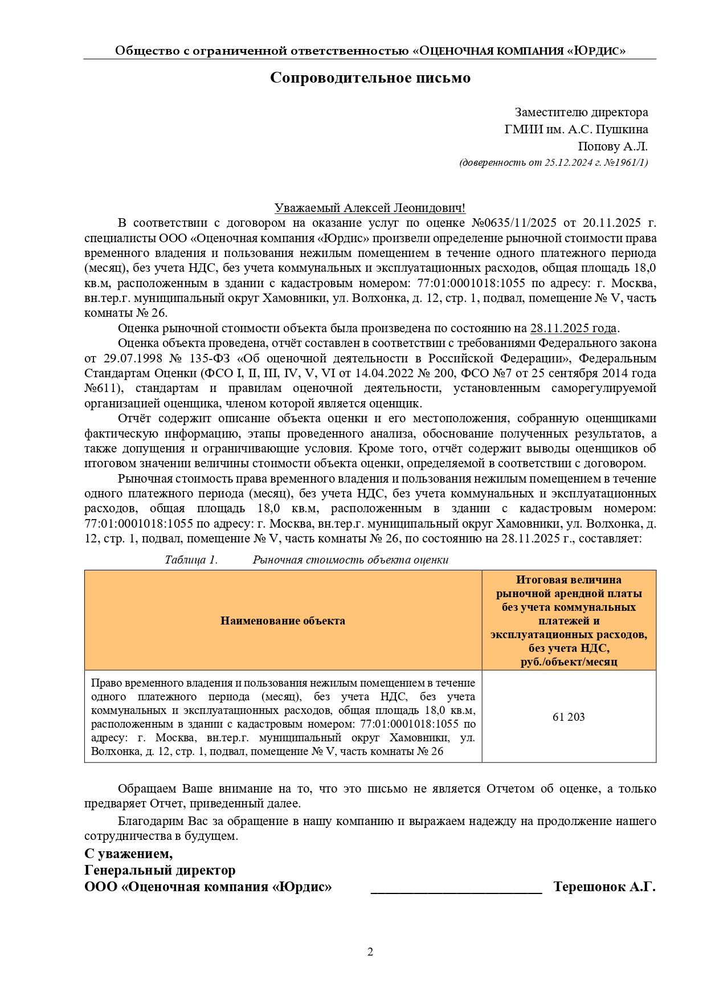 Общество с ограниченной ответственностью «ОЦЕНОЧНАЯ КОМПАНИЯ «ЮРДИС»
Сопроводительное письмо
Заместителю директора
ГМИИ им. А.С. Пушкина
Попову А.Л.
(доверенность от 25.12.2024 г. №1961/1)
Уважаемый Алексей Леонидович!
В соответствии с договором на оказание услуг по оценке №0635/11/2025 от 20.11.2025 г.
специалисты ООО «Оценочная компания «Юрдис» произвели определение рыночной стоимости права
временного владения и пользования нежилым помещением в течение одного платежного периода
(месяц), без учета НДС, без учета коммунальных и эксплуатационных расходов, общая площадь 18,0
кв.м, расположенным в здании с кадастровым номером: 77:01:0001018:1055 по адресу: г. Москва,
вн.тер.г. муниципальный округ Хамовники, ул. Волхонка, д. 12, стр. 1, подвал, помещение № V, часть
комнаты № 26.
Оценка рыночной стоимости объекта была произведена по состоянию на 28.11.2025 года.
Оценка объекта проведена, отчёт составлен в соответствии с требованиями Федерального закона
от 29.07.1998 № 135-ФЗ «Об оценочной деятельности в Российской Федерации», Федеральным
Стандартам Оценки (ФСО I, II, III, IV, V, VI от 14.04.2022 № 200, ФСО №7 от 25 сентября 2014 года
№611), стандартам и правилам оценочной деятельности, установленным саморегулируемой
организацией оценщика, членом которой является оценщик.
Отчёт содержит описание объекта оценки и его местоположения, собранную оценщиками
фактическую информацию, этапы проведенного анализа, обоснование полученных результатов, а
также допущения и ограничивающие условия. Кроме того, отчёт содержит выводы оценщиков об
итоговом значении величины стоимости объекта оценки, определяемой в соответствии с договором.
Рыночная стоимость права временного владения и пользования нежилым помещением в течение
одного платежного периода (месяц), без учета НДС, без учета коммунальных и эксплуатационных
расходов, общая площадь 18,0 кв.м, расположенным в здании с кадастровым номером:
77:01:0001018:1055 по адресу: г. Москва, вн.тер.г. муниципальный округ Хамовники, ул. Волхонка, д.
12, стр. 1, подвал, помещение № V, часть комнаты № 26, по состоянию на 28.11.2025 г., составляет:
Таблица 1. Рыночная стоимость объекта оценки
Наименование объекта
Итоговая величина
рыночной арендной платы
без учета коммунальных
платежей и
эксплуатационных расходов,
без учета НДС,
руб./объект/месяц
Право временного владения и пользования нежилым помещением в течение
одного платежного периода (месяц), без учета НДС, без учета
коммунальных и эксплуатационных расходов, общая площадь 18,0 кв.м,
расположенным в здании с кадастровым номером: 77:01:0001018:1055 по
адресу: г. Москва, вн.тер.г. муниципальный округ Хамовники, ул.
Волхонка, д. 12, стр. 1, подвал, помещение № V, часть комнаты № 26
61 203
Обращаем Ваше внимание на то, что это письмо не является Отчетом об оценке, а только
предваряет Отчет, приведенный далее.
Благодарим Вас за обращение в нашу компанию и выражаем надежду на продолжение нашего
сотрудничества в будущем.
С уважением,
Генеральный директор
ООО «Оценочная компания «Юрдис» ________________________ Терешонок А.Г.
2